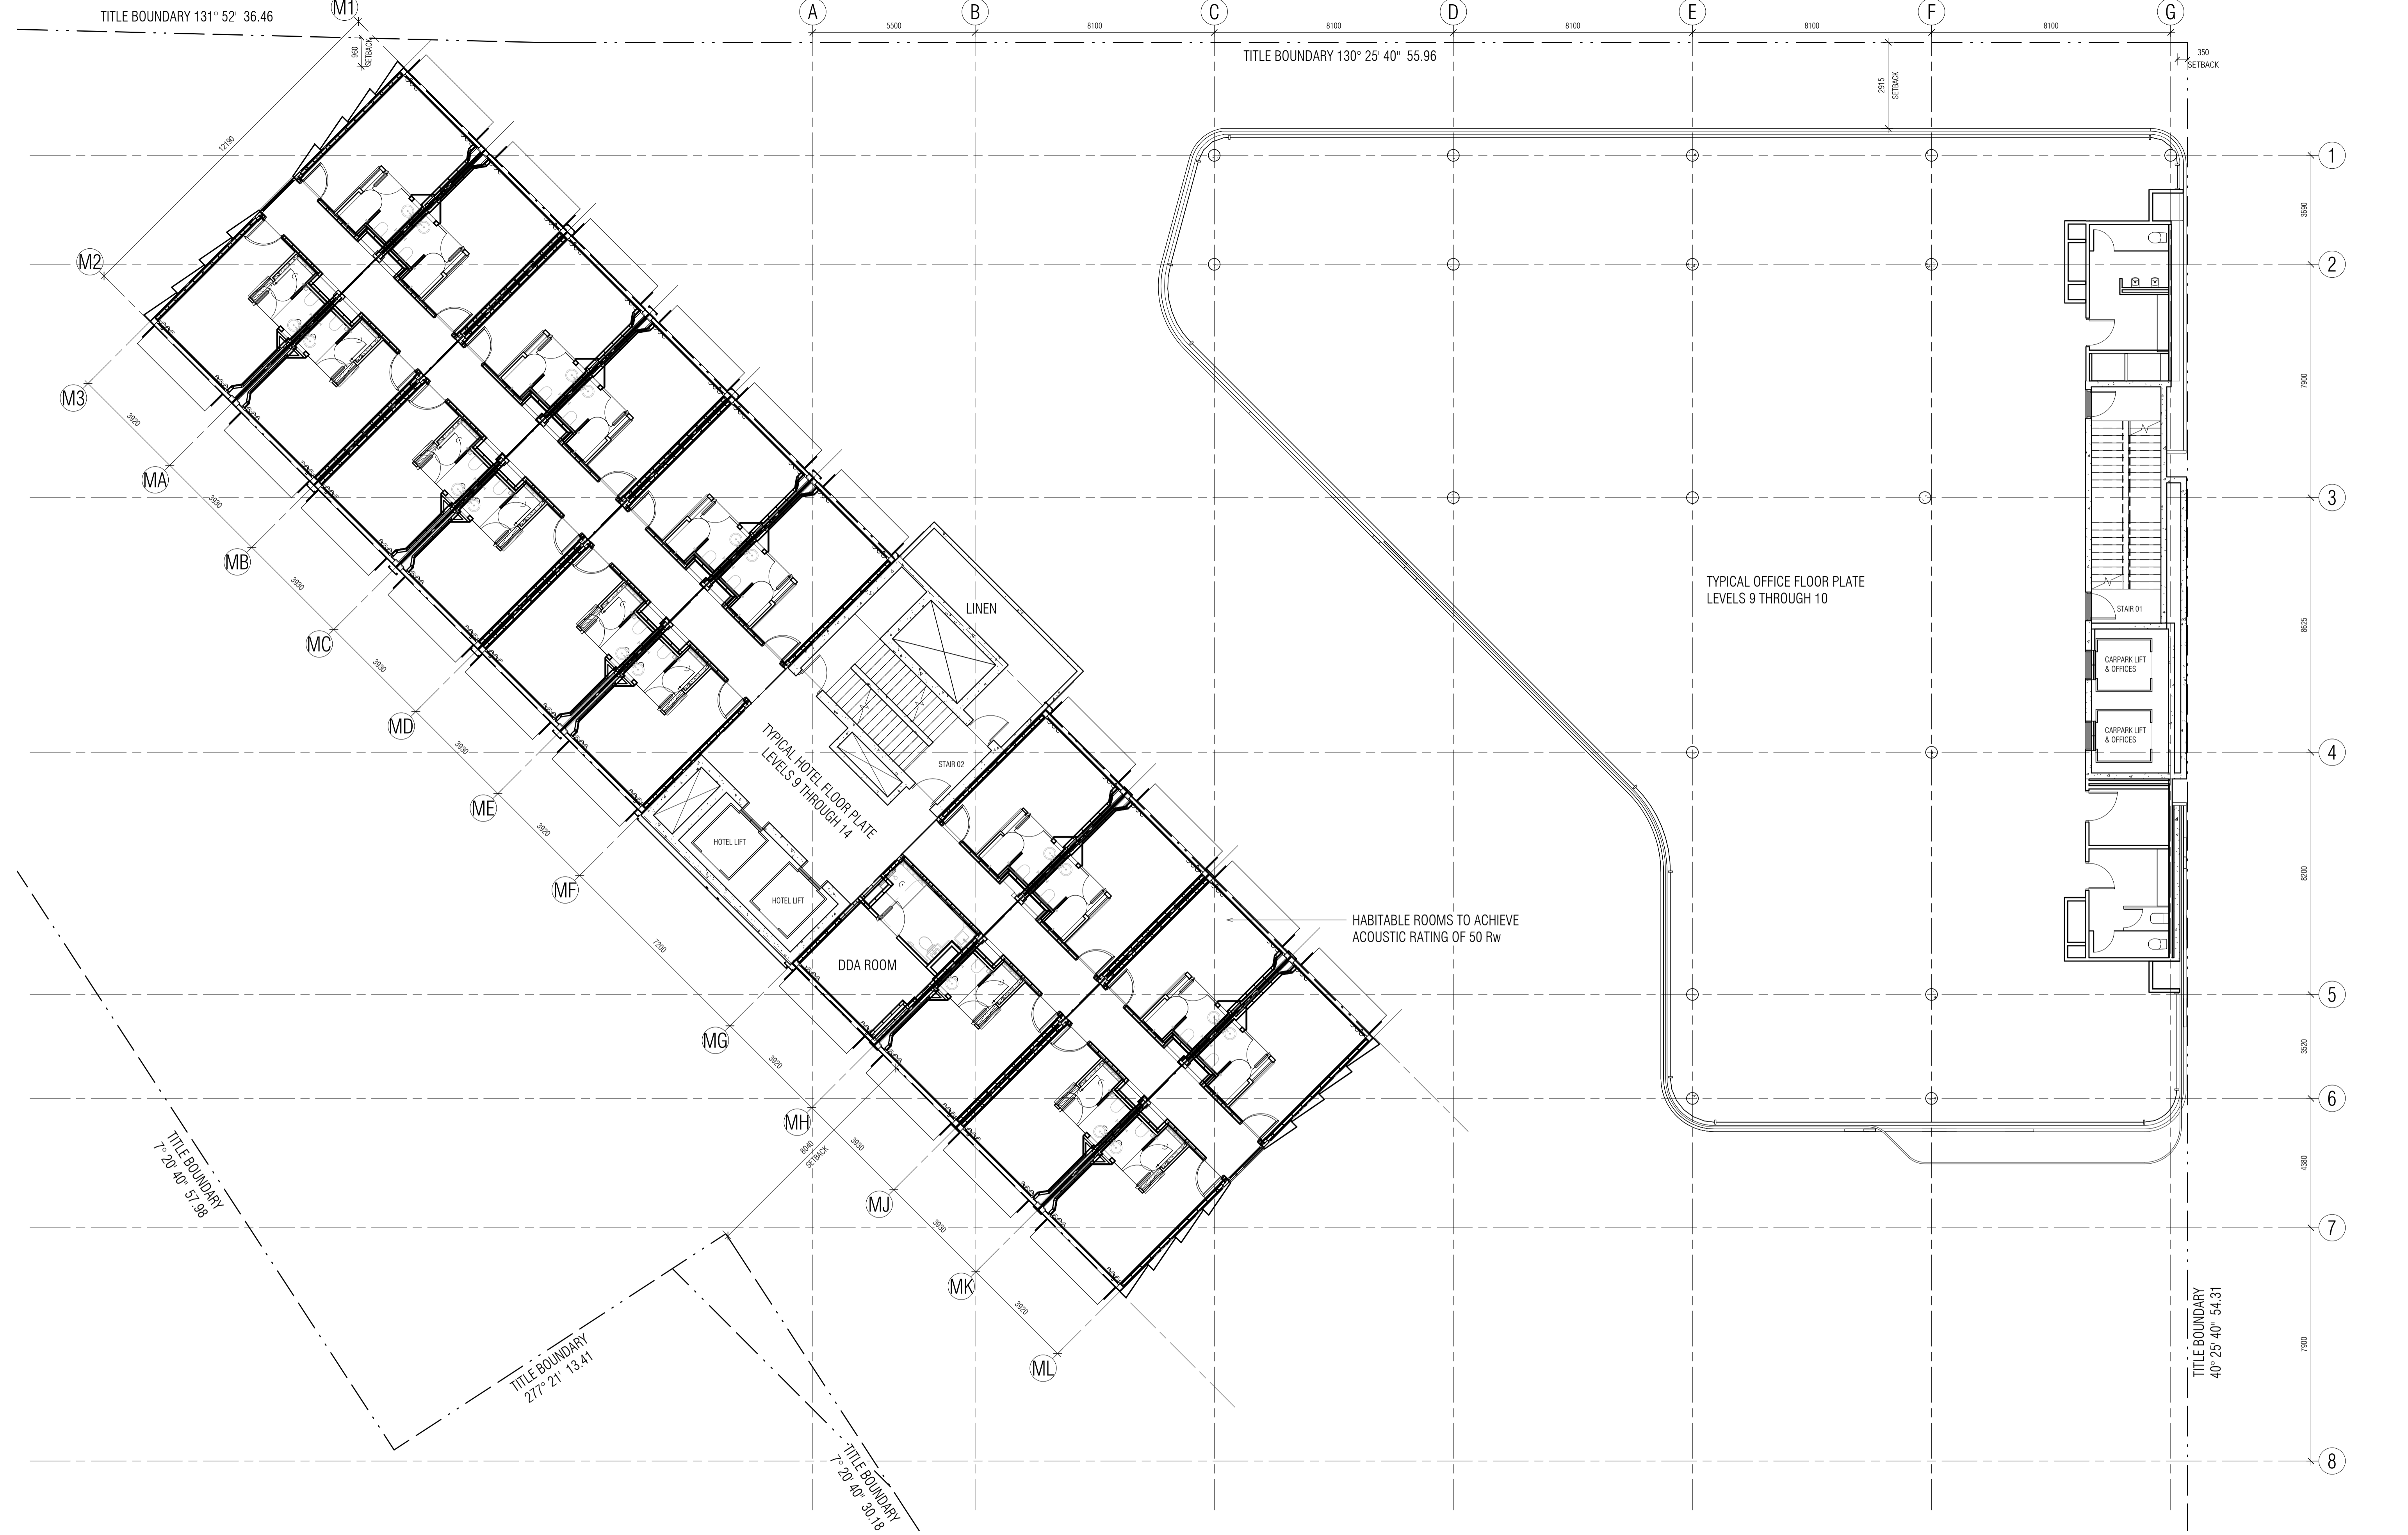 M1
TITLE BOUNDARY 131° 52' 36.46
960
SETBACK
A
B
C
D
E
F
G
5500
8100
8100
8100
8100
8100
TITLE BOUNDARY 130° 25' 40" 55.96
2915
SETBACK
350
SETBACK
12190
M2
M3
1
3690
2
7900
3
8625
4
8200
5
3520
6
4380
7
7900
8
3920
MA
3930
MB
3930
MC
3930
MD
3930
ME
3920
MF
7200
MG
3920
MH
3930
MJ
3930
MK
3920
ML
LINEN
STAIR 02
TYPICAL HOTEL FLOOR PLATE
LEVELS 9 THROUGH 14
HOTEL LIFT
HOTEL LIFT
DDA ROOM
HABITABLE ROOMS TO ACHIEVE
ACOUSTIC RATING OF 50 Rw
TYPICAL OFFICE FLOOR PLATE
LEVELS 9 THROUGH 10
STAIR 01
CARPARK LIFT
& OFFICES
CARPARK LIFT
& OFFICES
8040
SETBACK
TITLE BOUNDARY
7° 20' 40" 57.98
TITLE BOUNDARY
277° 21' 13.41
TITLE BOUNDARY
7° 20' 40" 30.18
TITLE BOUNDARY
40° 25' 40" 54.31